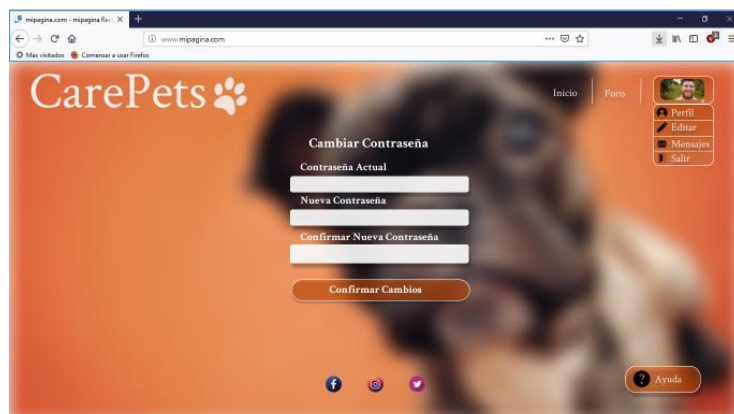 mipagina.com - mipagina Rec
www.mipagina.com
Más visitados Comenzar a usar Firefox
CarePets
Inicio Foro
Perfil
Editar
Mensajes
Salir
Cambiar Contraseña
Contraseña Actual
Nueva Contraseña
Confirmar Nueva Contraseña
Confirmar Cambios
? Ayuda